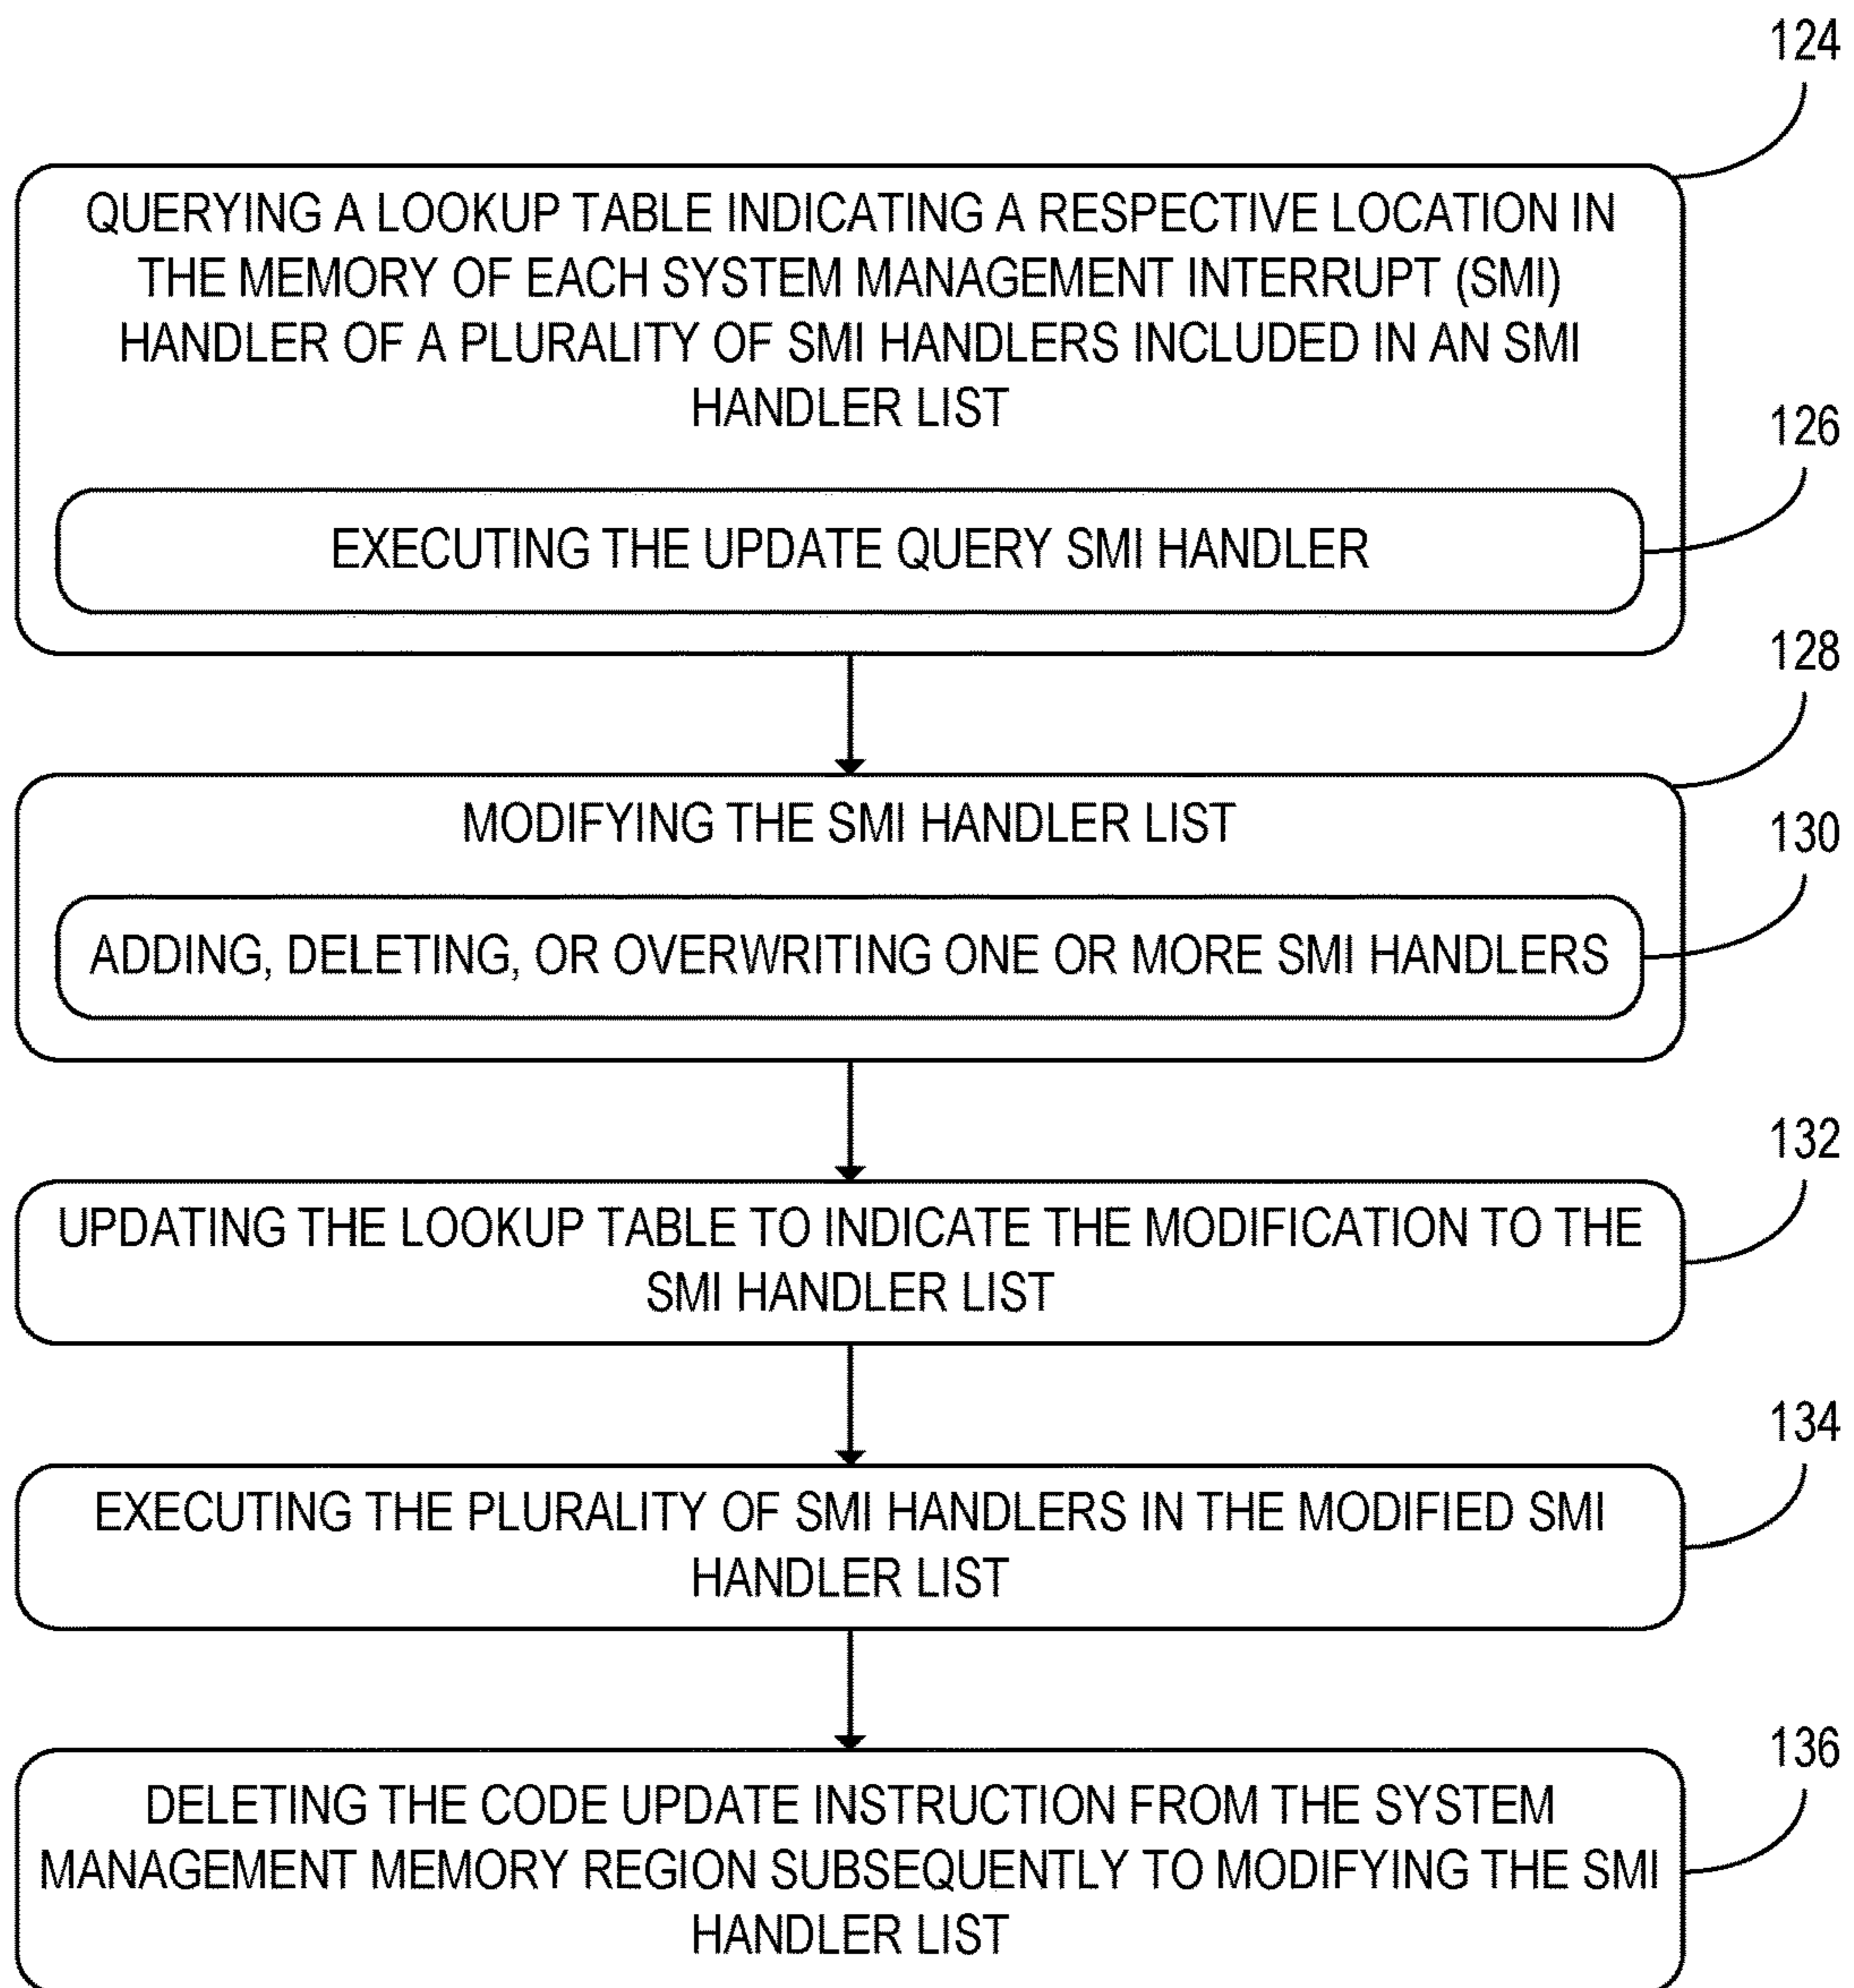 124
QUERYING A LOOKUP TABLE INDICATING A RESPECTIVE LOCATION IN
THE MEMORY OF EACH SYSTEM MANAGEMENT INTERRUPT (SMI)
HANDLER OF A PLURALITY OF SMI HANDLERS INCLUDED IN AN SMI
HANDLER LIST
126
EXECUTING THE UPDATE QUERY SMI HANDLER
128
MODIFYING THE SMI HANDLER LIST
130
ADDING, DELETING, OR OVERWRITING ONE OR MORE SMI HANDLERS
132
UPDATING THE LOOKUP TABLE TO INDICATE THE MODIFICATION TO THE
SMI HANDLER LIST
134
EXECUTING THE PLURALITY OF SMI HANDLERS IN THE MODIFIED SMI
HANDLER LIST
136
DELETING THE CODE UPDATE INSTRUCTION FROM THE SYSTEM
MANAGEMENT MEMORY REGION SUBSEQUENTLY TO MODIFYING THE SMI
HANDLER LIST